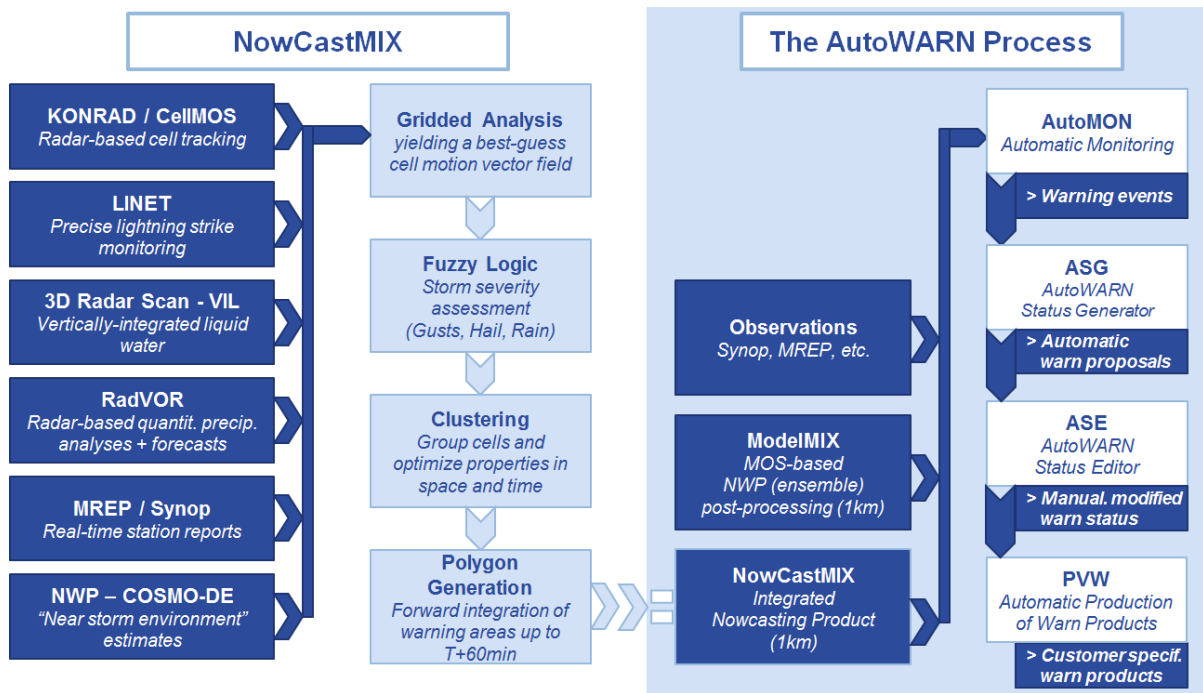 NowCastMIX
KONRAD / CellMOS
Radar-based cell tracking
LINET
Precise lightning strike
monitoring
3D Radar Scan - VIL
Vertically-integrated liquid
water
RadVOR
Radar-based quantit. precip.
analyses + forecasts
MREP / Synop
Real-time station reports
NWP – COSMO-DE
“Near storm environment”
estimates
Gridded Analysis
yielding a best-guess
cell motion vector field
Fuzzy Logic
Storm severity
assessment
(Gusts, Hail, Rain)
Clustering
Group cells and
optimize properties in
space and time
Polygon
Generation
Forward integration of
warning areas up to
T+60min
The AutoWARN Process
Observations
Synop, MREP, etc.
ModelMIX
MOS-based
NWP (ensemble)
post-processing (1km)
NowCastMIX
Integrated
Nowcasting Product
(1km)
AutoMON
Automatic Monitoring
> Warning events
ASG
AutoWARN
Status Generator
> Automatic
warn proposals
ASE
AutoWARN
Status Editor
> Manual. modified
warn status
PVW
Automatic Production
of Warn Products
> Customer specif.
warn products